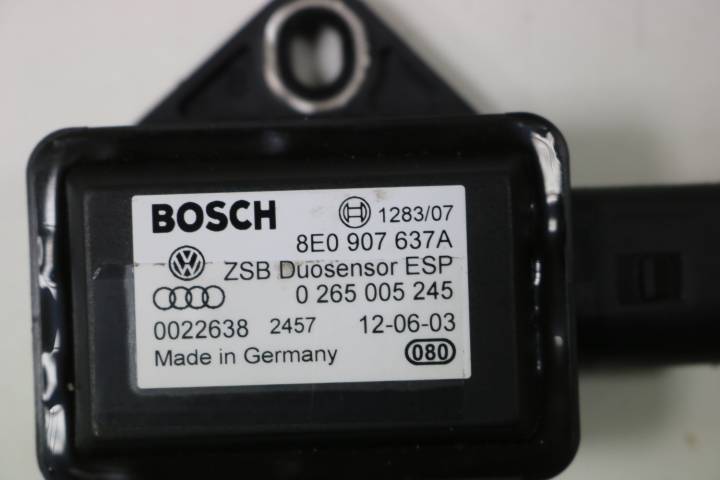 BOSCH 1283/07
8E0 907 637A
ZSB Duosensor ESP
0 265 005 245
0022638 2457 12-06-03
Made in Germany 080